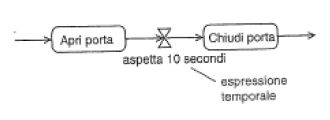 Apri porta
Chiudi porta
aspetta 10 secondi
espressione
temporale